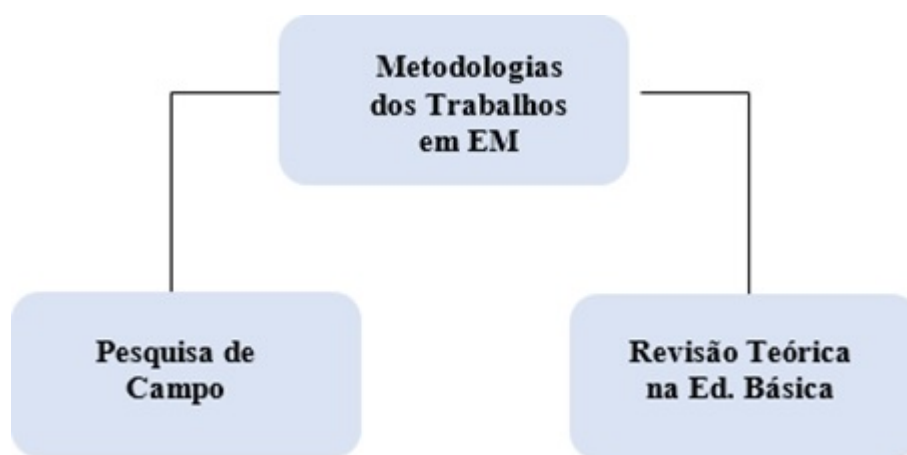 Metodologias
dos Trabalhos
em EM
Pesquisa de
Campo
Revisão Teórica
na Ed. Básica